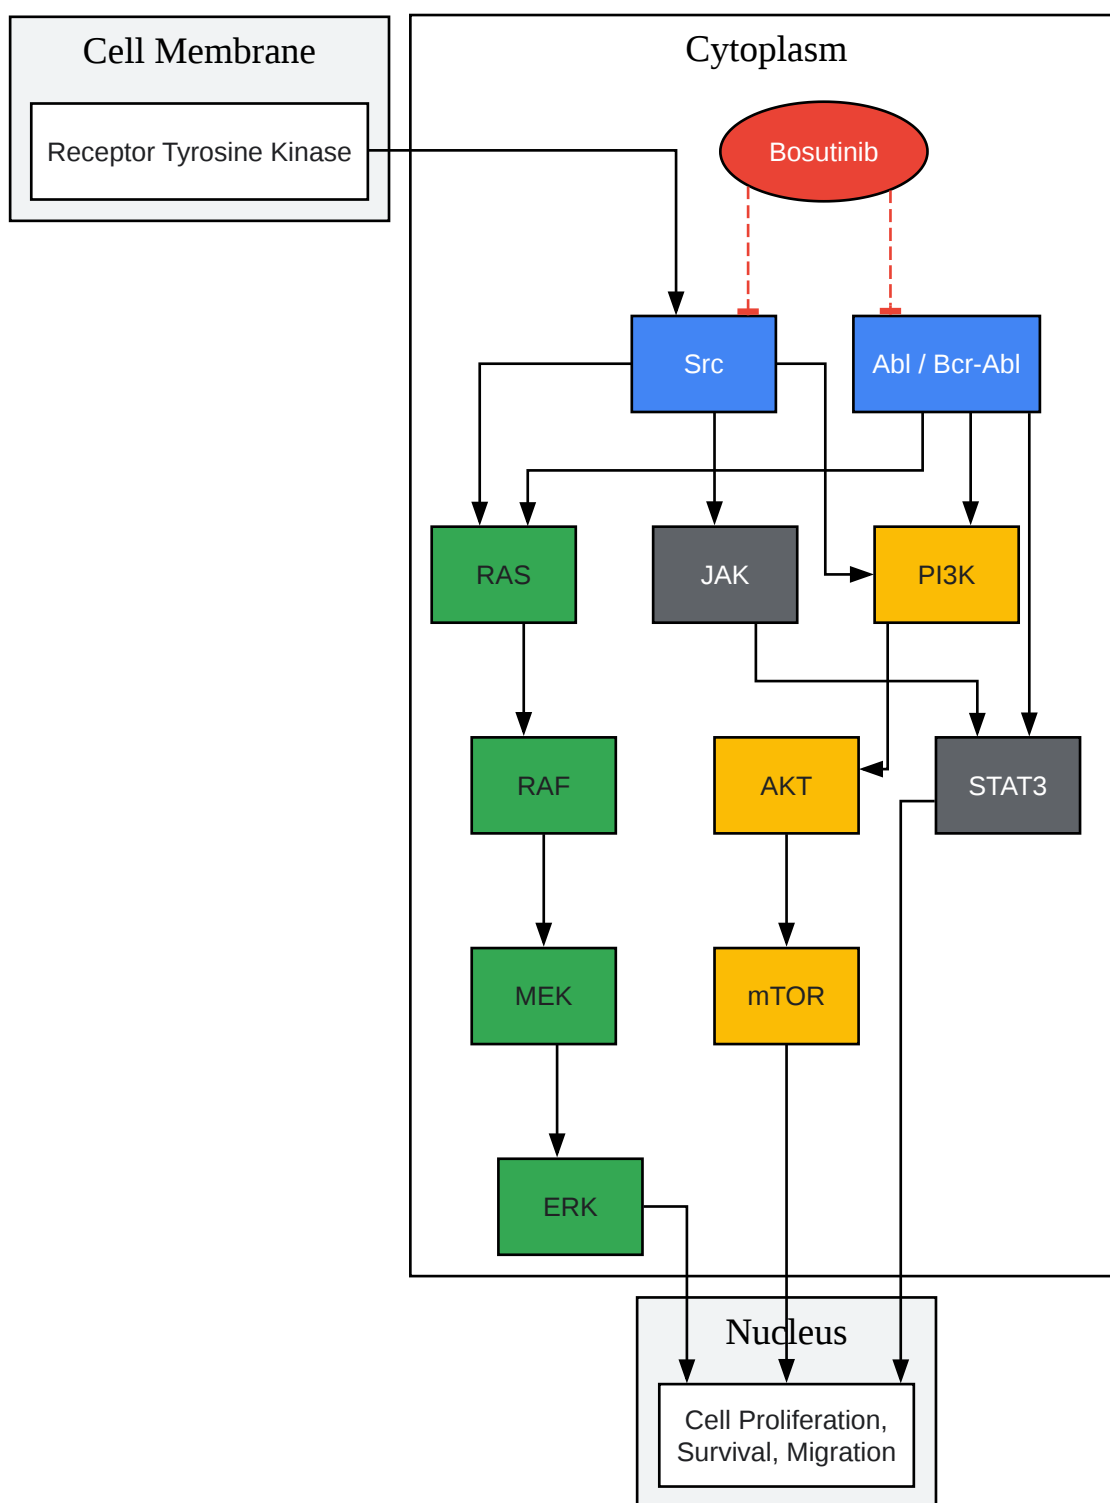 Cell Membrane
Cytoplasm
Receptor Tyrosine Kinase
Bosutinib
Src
Abl / Bcr-Abl
RAS
JAK
PI3K
RAF
AKT
STAT3
MEK
mTOR
ERK
Nucleus
Cell Proliferation,
Survival, Migration